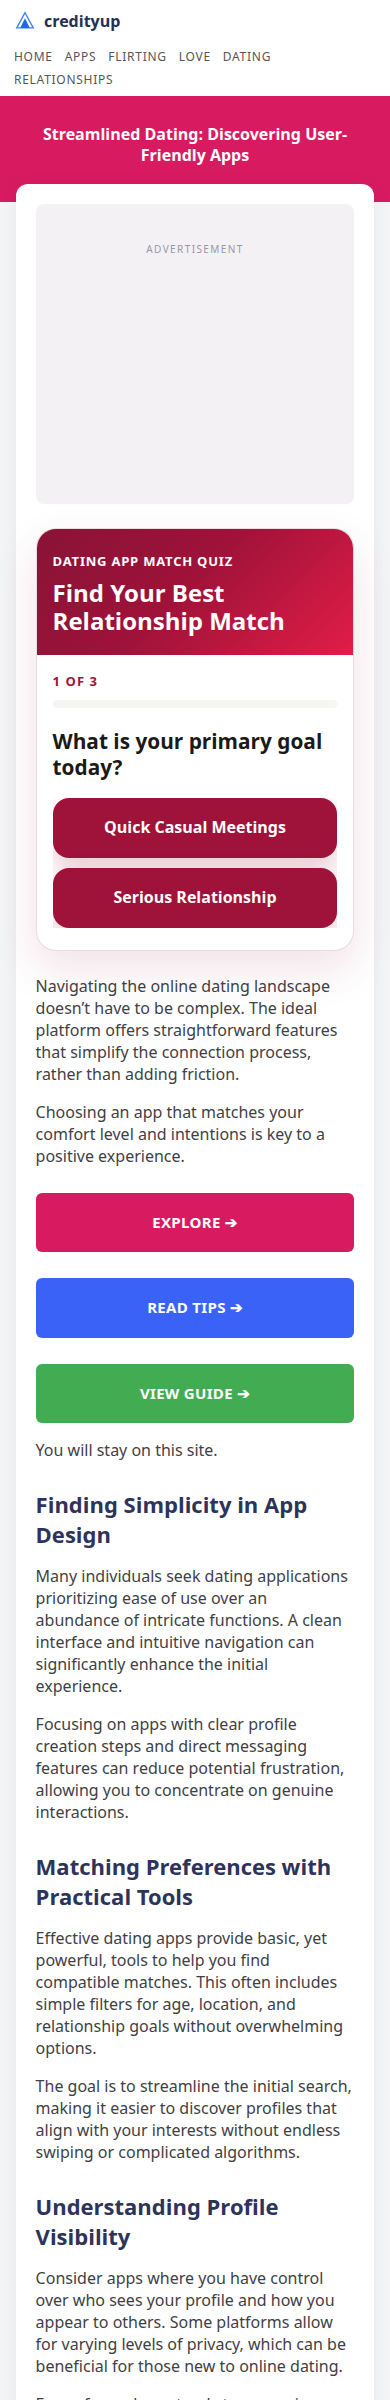 credityup
HOME APPS FLIRTING LOVE DATING
RELATIONSHIPS
Streamlined Dating: Discovering User-
Friendly Apps
ADVERTISEMENT
DATING APP MATCH QUIZ
Find Your Best
Relationship Match
1 OF 3
What is your primary goal
today?
Quick Casual Meetings
Serious Relationship
Navigating the online dating landscape
doesn’t have to be complex. The ideal
platform offers straightforward features
that simplify the connection process,
rather than adding friction.
Choosing an app that matches your
comfort level and intentions is key to a
positive experience.
EXPLORE ➔
READ TIPS ➔
VIEW GUIDE ➔
You will stay on this site.
Finding Simplicity in App
Design
Many individuals seek dating applications
prioritizing ease of use over an
abundance of intricate functions. A clean
interface and intuitive navigation can
significantly enhance the initial
experience.
Focusing on apps with clear profile
creation steps and direct messaging
features can reduce potential frustration,
allowing you to concentrate on genuine
interactions.
Matching Preferences with
Practical Tools
Effective dating apps provide basic, yet
powerful, tools to help you find
compatible matches. This often includes
simple filters for age, location, and
relationship goals without overwhelming
options.
The goal is to streamline the initial search,
making it easier to discover profiles that
align with your interests without endless
swiping or complicated algorithms.
Understanding Profile
Visibility
Consider apps where you have control
over who sees your profile and how you
appear to others. Some platforms allow
for varying levels of privacy, which can be
beneficial for those new to online dating.